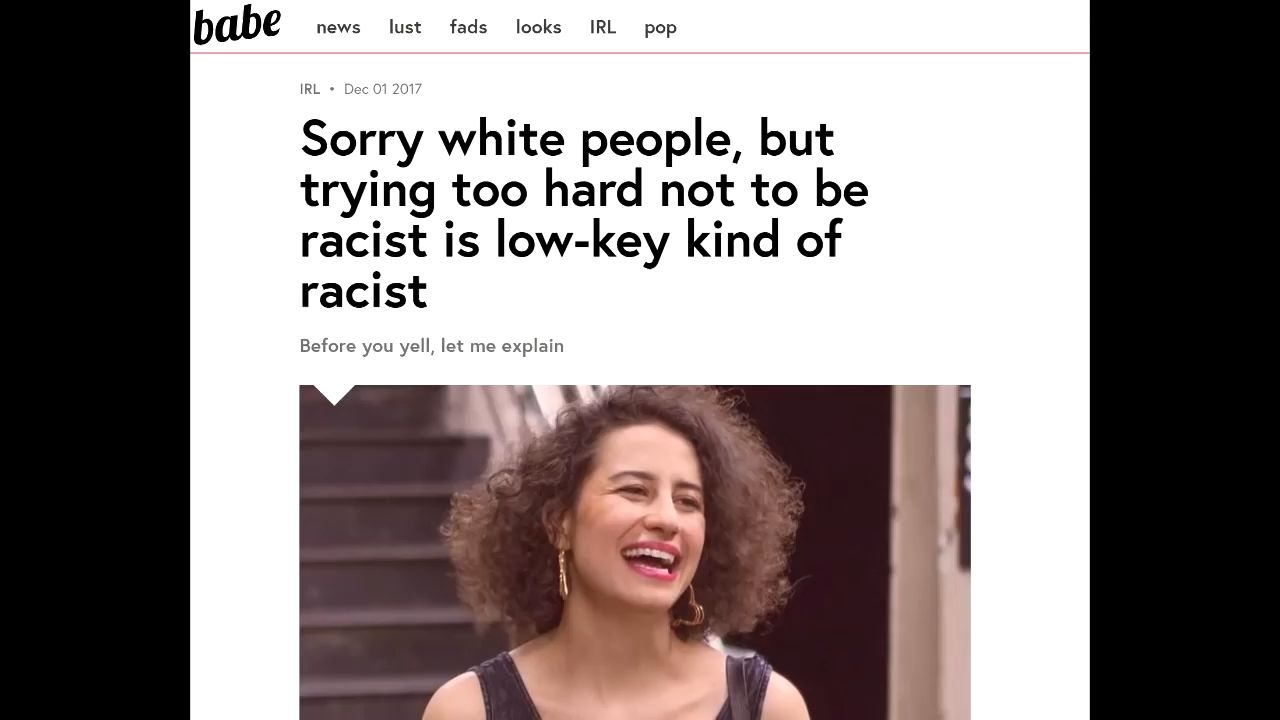 babe
news lust fads looks IRL pop
IRL • Dec 01 2017
Sorry white people, but
trying too hard not to be
racist is low-key kind of
racist
Before you yell, let me explain